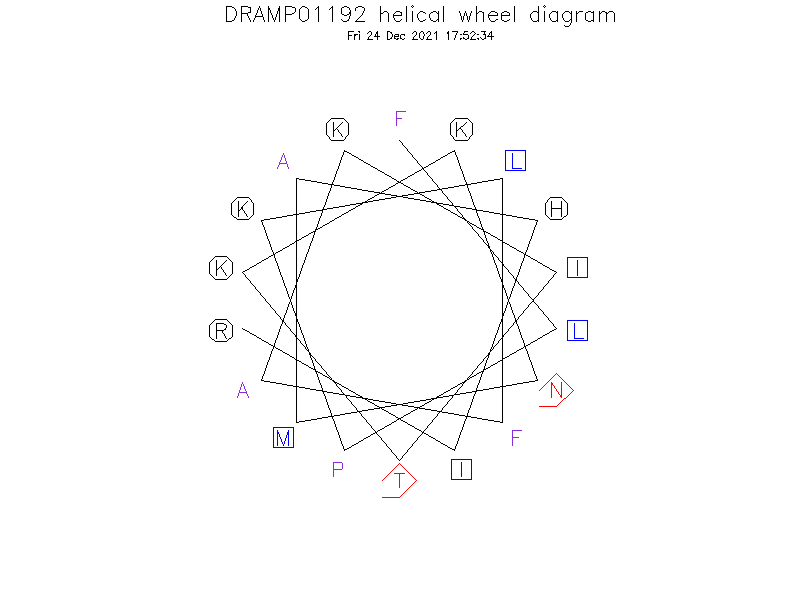 DRAMP01192 helical wheel diagram
Fri 24 Dec 2021 17:52:34
F
K K
A L
K H
K I
R L
A N
M F
P I
T